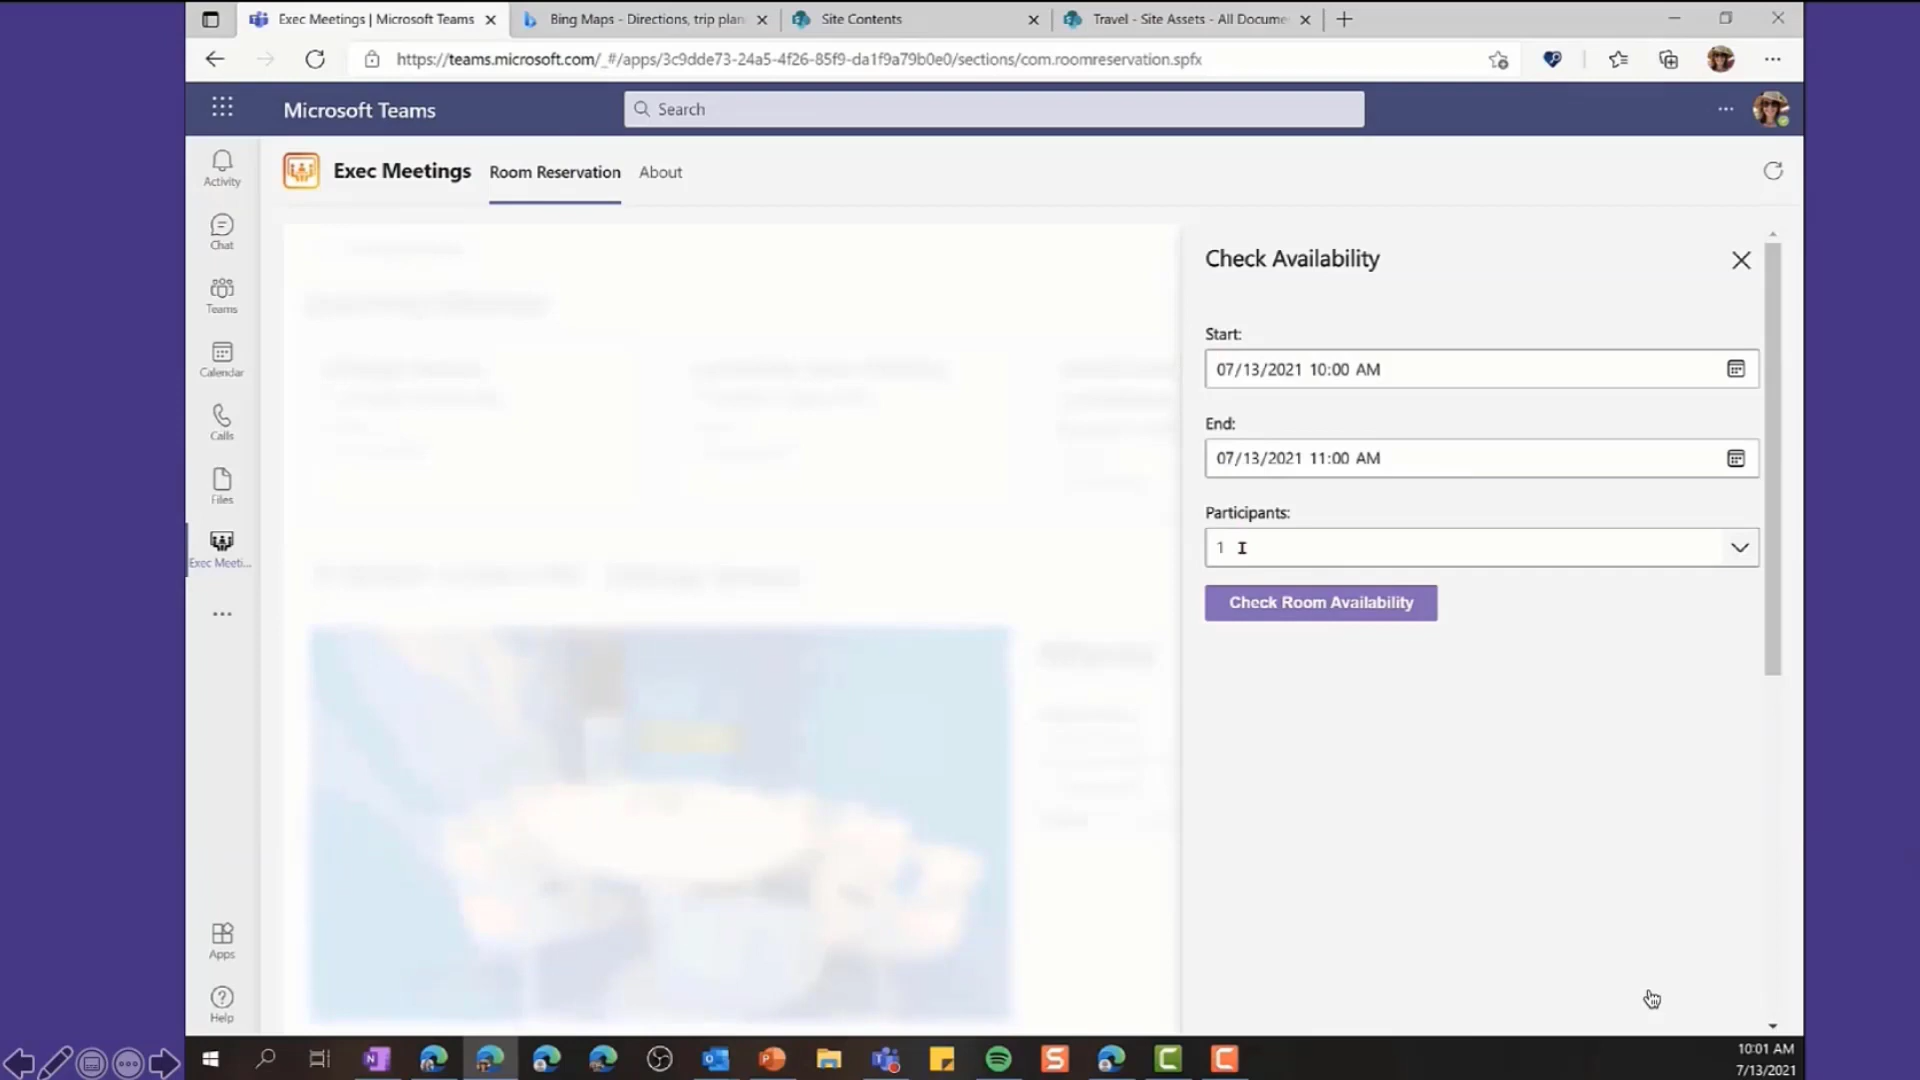 Exec Meetings | Microsoft Teams
Bing Maps - Directions, trip plan
Site Contents
Travel - Site Assets - All Docume
https://teams.microsoft.com/_#/apps/3c9dde73-24a5-4f26-85f9-da1f9a79b0e0/sections/com.roomreservation.spfx
Microsoft Teams
Search
Exec Meetings
Room Reservation
About
Activity
Chat
Teams
Calendar
Calls
Files
Exec Meeti...
Apps
Help
Check Availability
Start:
07/13/2021 10:00 AM
End:
07/13/2021 11:00 AM
Participants:
1
Check Room Availability
10:01 AM
7/13/2021